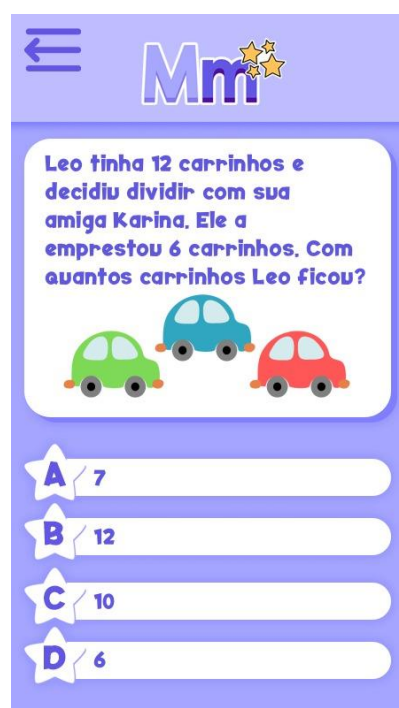 Mm
Leo tinha 12 carrinhos e
decidiu dividir com sua
amiga Karina. Ele a
emprestou 6 carrinhos. Com
quantos carrinhos Leo ficou?
A 7
B 12
C 10
D 6